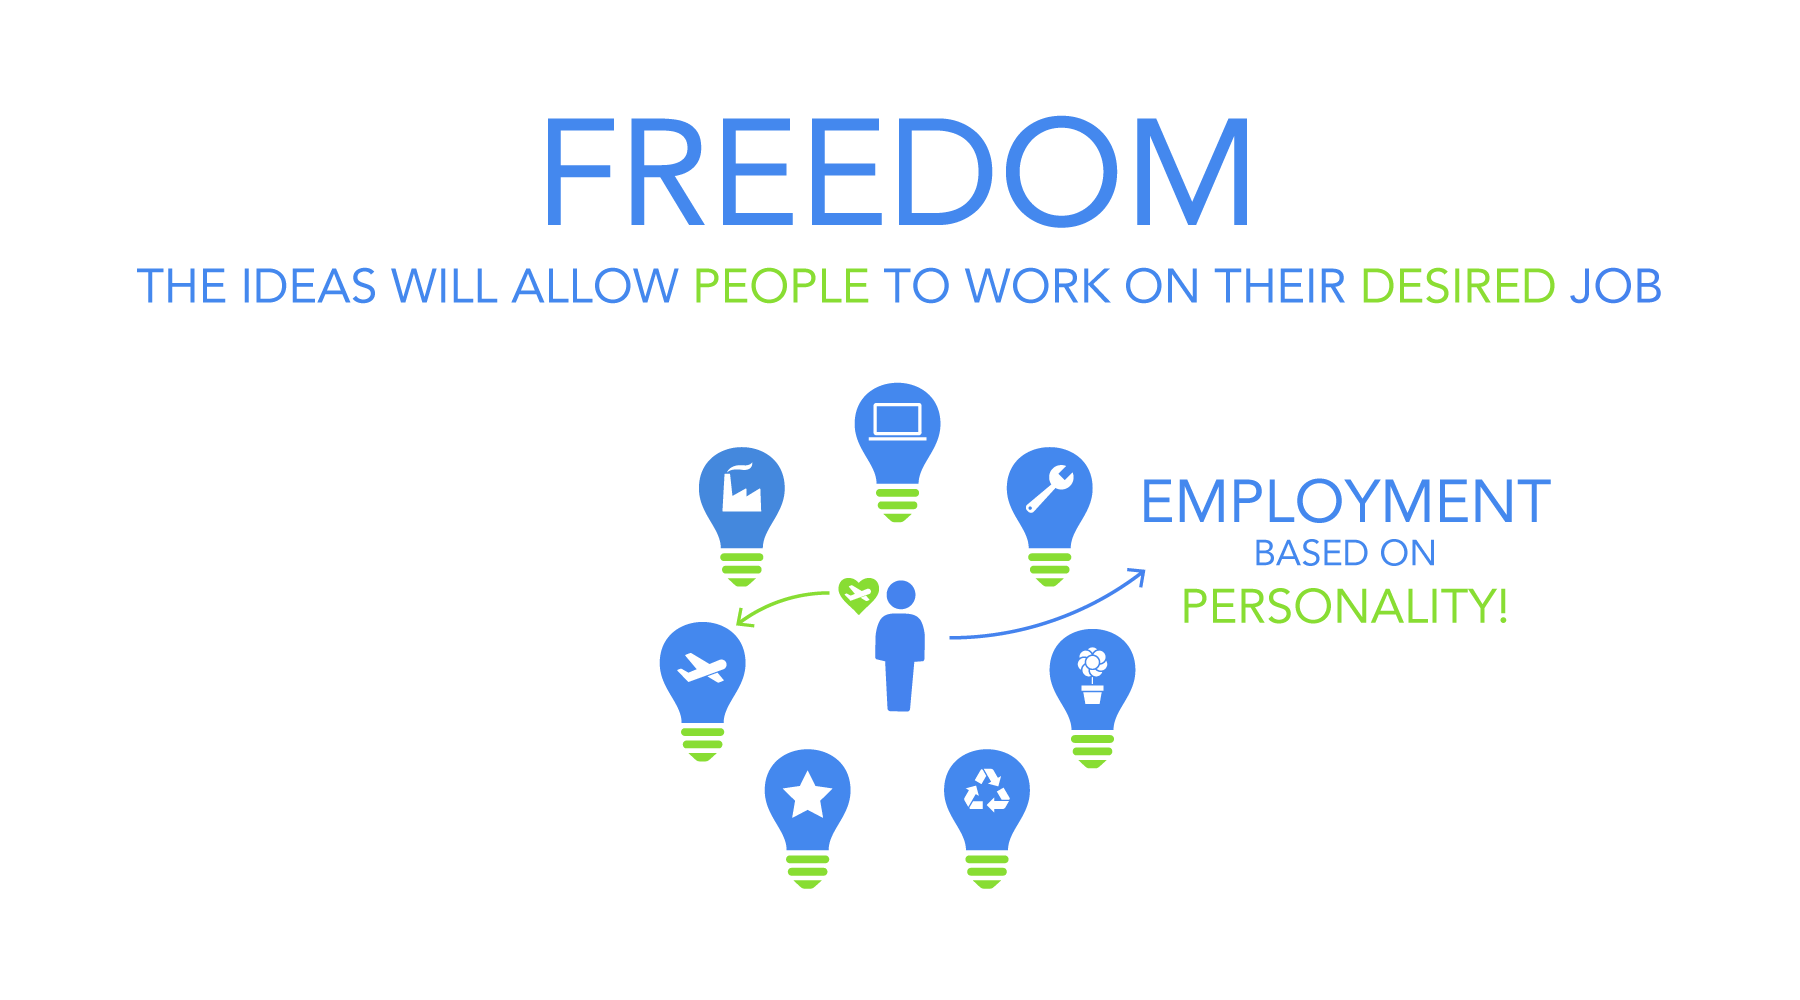 FREEDOM
THE IDEAS WILL ALLOW PEOPLE TO WORK ON THEIR DESIRED JOB
EMPLOYMENT
BASED ON
PERSONALITY!